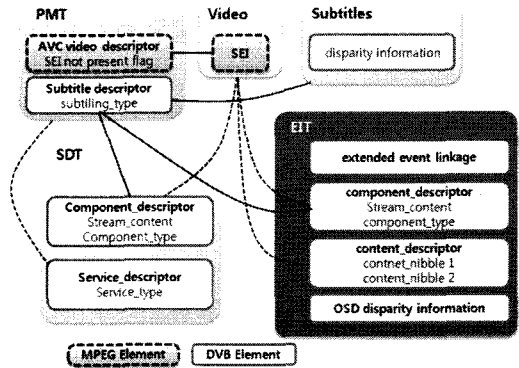 PMT
Video
Subtitles
AVC video descriptor
SEI not present flag
SEI
disparity information
Subtitle descriptor
subtiling_type
EIT
extended event linkage
SDT
component_descriptor
Stream_content
component_type
Component_descriptor
Stream_content
Component_type
content_descriptor
contnet_nibble 1
content_nibble 2
Service_descriptor
Service_type
OSD disparity information
MPEG Element
DVB Element